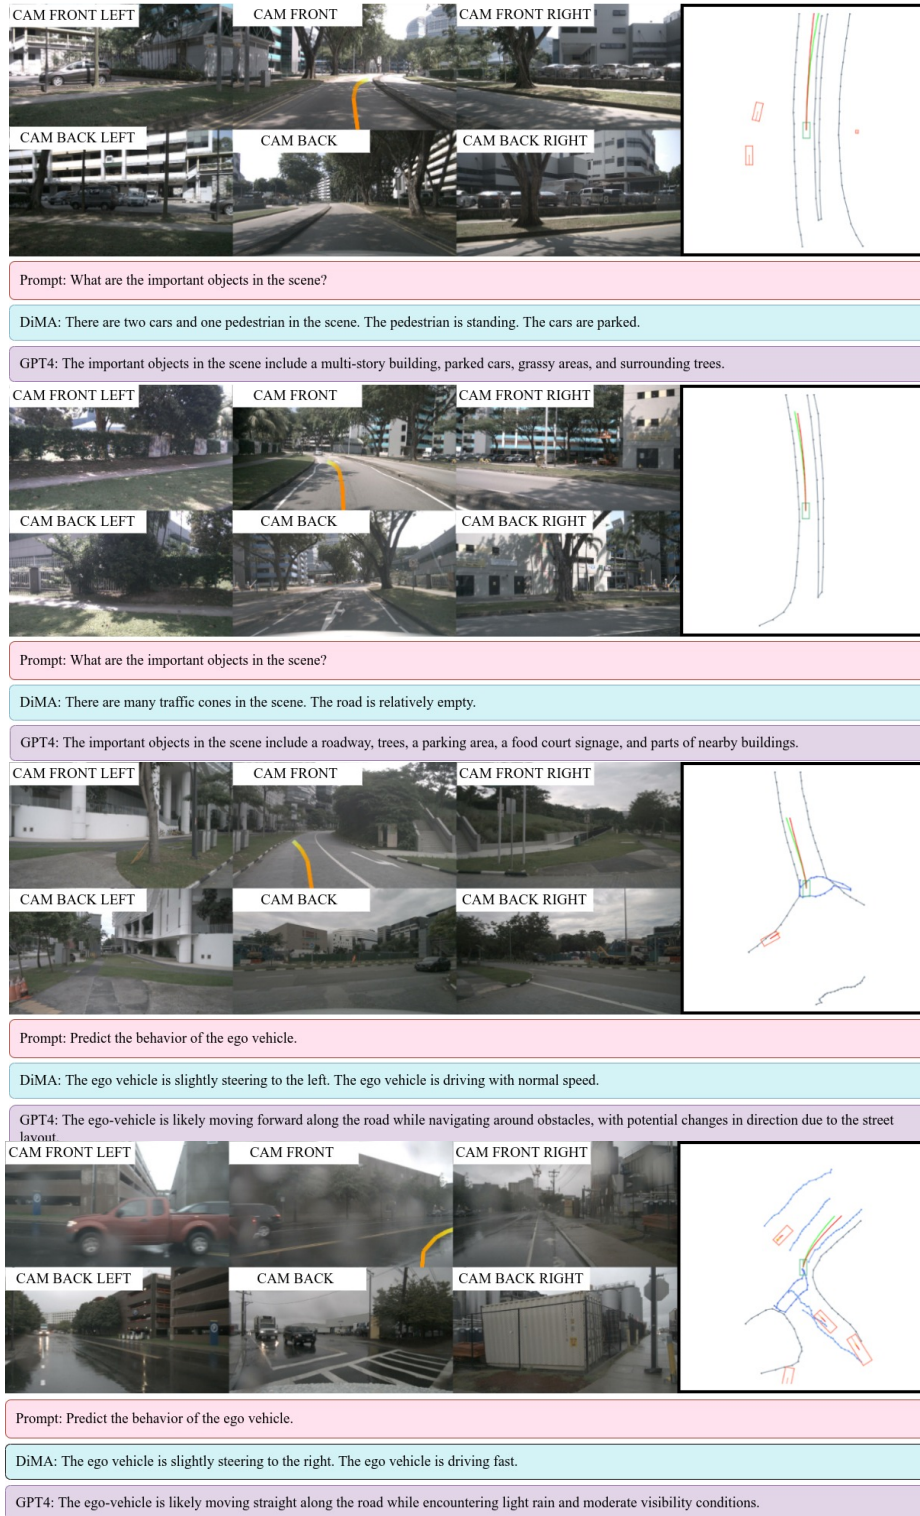 CAM FRONT LEFT
CAM FRONT
CAM FRONT RIGHT
CAM BACK LEFT
CAM BACK
CAM BACK RIGHT
Prompt: What are the important objects in the scene?
DiMA: There are two cars and one pedestrian in the scene. The pedestrian is standing. The cars are parked.
GPT4: The important objects in the scene include a multi-story building, parked cars, grassy areas, and surrounding trees.
CAM FRONT LEFT
CAM FRONT
CAM FRONT RIGHT
CAM BACK LEFT
CAM BACK
CAM BACK RIGHT
Prompt: What are the important objects in the scene?
DiMA: There are many traffic cones in the scene. The road is relatively empty.
GPT4: The important objects in the scene include a roadway, trees, a parking area, a food court signage, and parts of nearby buildings.
CAM FRONT LEFT
CAM FRONT
CAM FRONT RIGHT
CAM BACK LEFT
CAM BACK
CAM BACK RIGHT
Prompt: Predict the behavior of the ego vehicle.
DiMA: The ego vehicle is slightly steering to the left. The ego vehicle is driving with normal speed.
GPT4: The ego-vehicle is likely moving forward along the road while navigating around obstacles, with potential changes in direction due to the street
layout.
CAM FRONT LEFT
CAM FRONT
CAM FRONT RIGHT
CAM BACK LEFT
CAM BACK
CAM BACK RIGHT
Prompt: Predict the behavior of the ego vehicle.
DiMA: The ego vehicle is slightly steering to the right. The ego vehicle is driving fast.
GPT4: The ego-vehicle is likely moving straight along the road while encountering light rain and moderate visibility conditions.